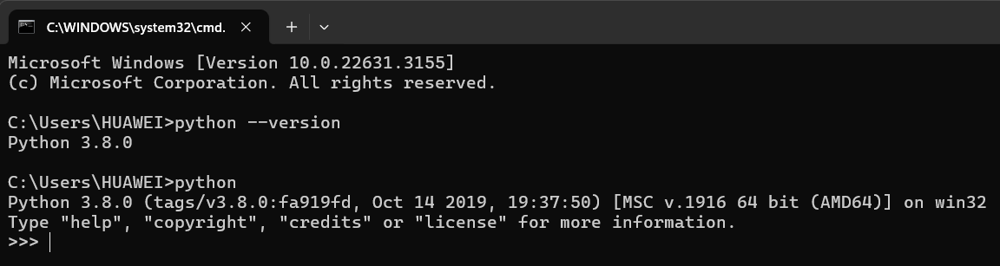 C:\WINDOWS\system32\cmd.
Microsoft Windows [Version 10.0.22631.3155]
(c) Microsoft Corporation. All rights reserved.
C:\Users\HUAWEI>python --version
Python 3.8.0
C:\Users\HUAWEI>python
Python 3.8.0 (tags/v3.8.0:fa919fd, Oct 14 2019, 19:37:50) [MSC v.1916 64 bit (AMD64)] on win32
Type "help", "copyright", "credits" or "license" for more information.
>>>